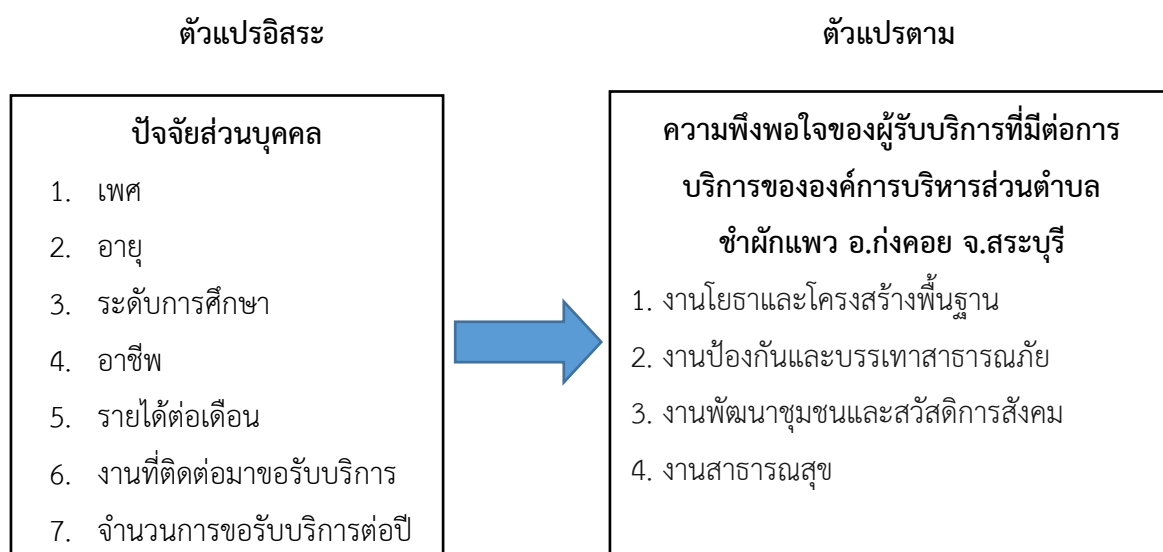 ตัวแปรอิสระ
ตัวแปรตาม
ปัจจัยส่วนบุคคล
1. เพศ
2. อายุ
3. ระดับการศึกษา
4. อาชีพ
5. รายได้ต่อเดือน
6. งานที่ติดต่อมาขอรับบริการ
7. จำนวนการขอรับบริการต่อปี
ความพึงพอใจของผู้รับบริการที่มีต่อการ
บริการขององค์การบริหารส่วนตำบล
ชำผักแพว อ.ก่งคอย จ.สระบุรี
1. งานโยธาและโครงสร้างพื้นฐาน
2. งานป้องกันและบรรเทาสาธารณภัย
3. งานพัฒนาชุมชนและสวัสดิการสังคม
4. งานสาธารณสุข